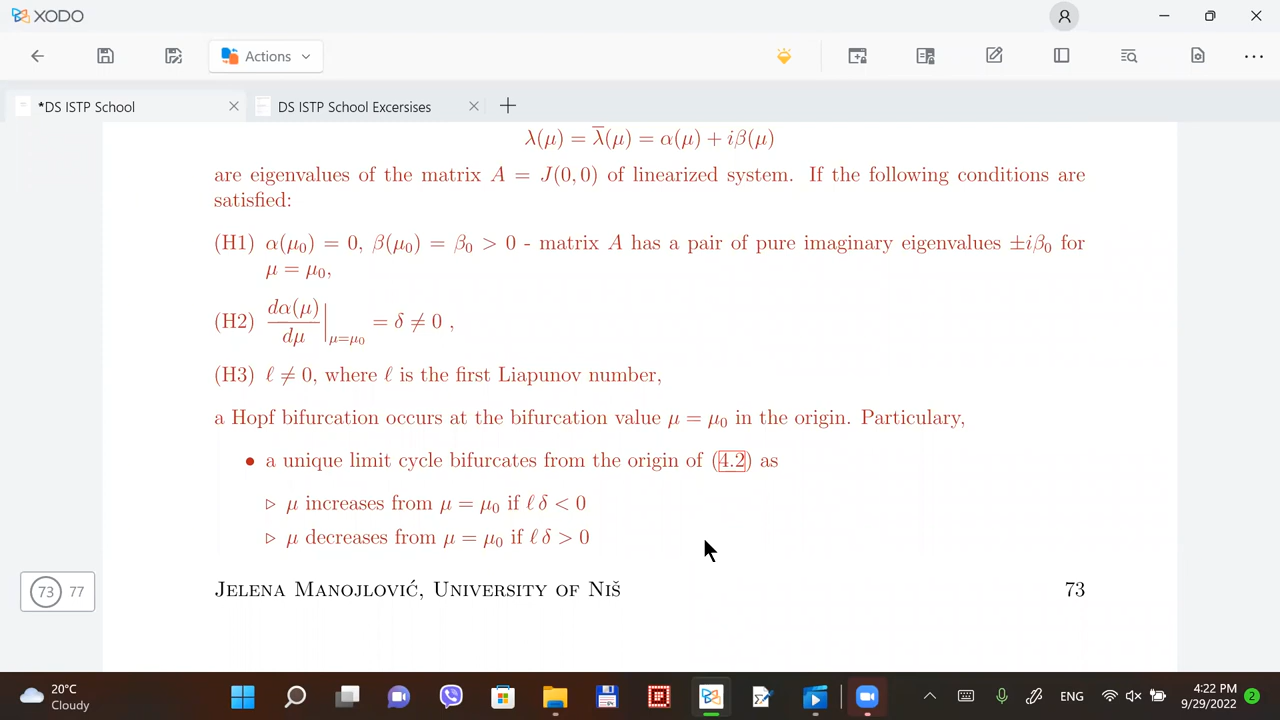 XODO
Actions
*DS ISTP School
DS ISTP School Excersises
λ(μ) = λ̅(μ) = α(μ) + iβ(μ)
are eigenvalues of the matrix A = J(0, 0) of linearized system. If the following conditions are
satisfied:
(H1) α(μ₀) = 0, β(μ₀) = β₀ > 0 - matrix A has a pair of pure imaginary eigenvalues ±iβ₀ for
μ = μ₀,
(H2) dα(μ)/dμ |μ=μ₀ = δ ≠ 0 ,
(H3) ℓ ≠ 0, where ℓ is the first Liapunov number,
a Hopf bifurcation occurs at the bifurcation value μ = μ₀ in the origin. Particulary,
• a unique limit cycle bifurcates from the origin of (4.2) as
▷ μ increases from μ = μ₀ if ℓ δ < 0
▷ μ decreases from μ = μ₀ if ℓ δ > 0
73 77
Jelena Manojlović, University of Niš 73
20°C
Cloudy
ENG
4:22 PM
9/29/2022
2